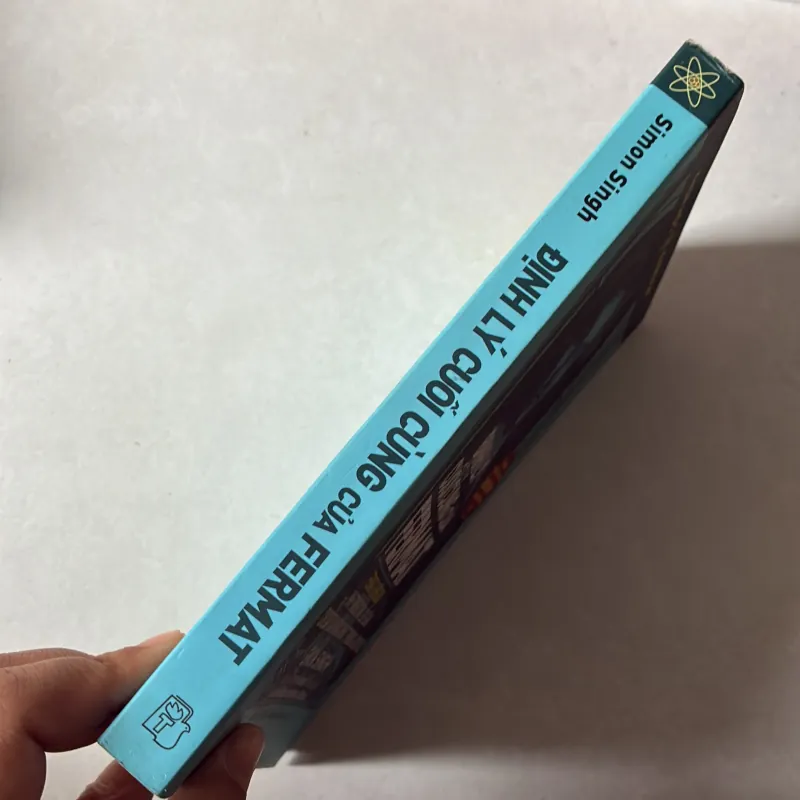 Simon Singh
ĐỊNH LÝ CUỐI CÙNG CỦA FERMAT